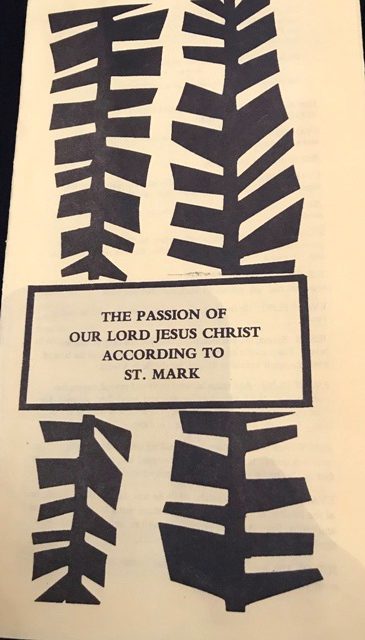 THE PASSION OF
OUR LORD JESUS CHRIST
ACCORDING TO
ST. MARK